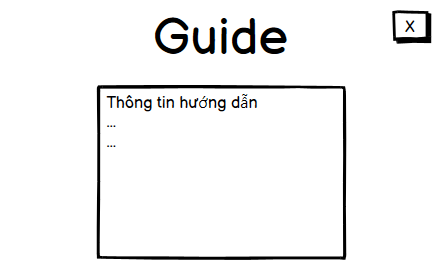 Guide
X
Thông tin hướng dẫn
...
...